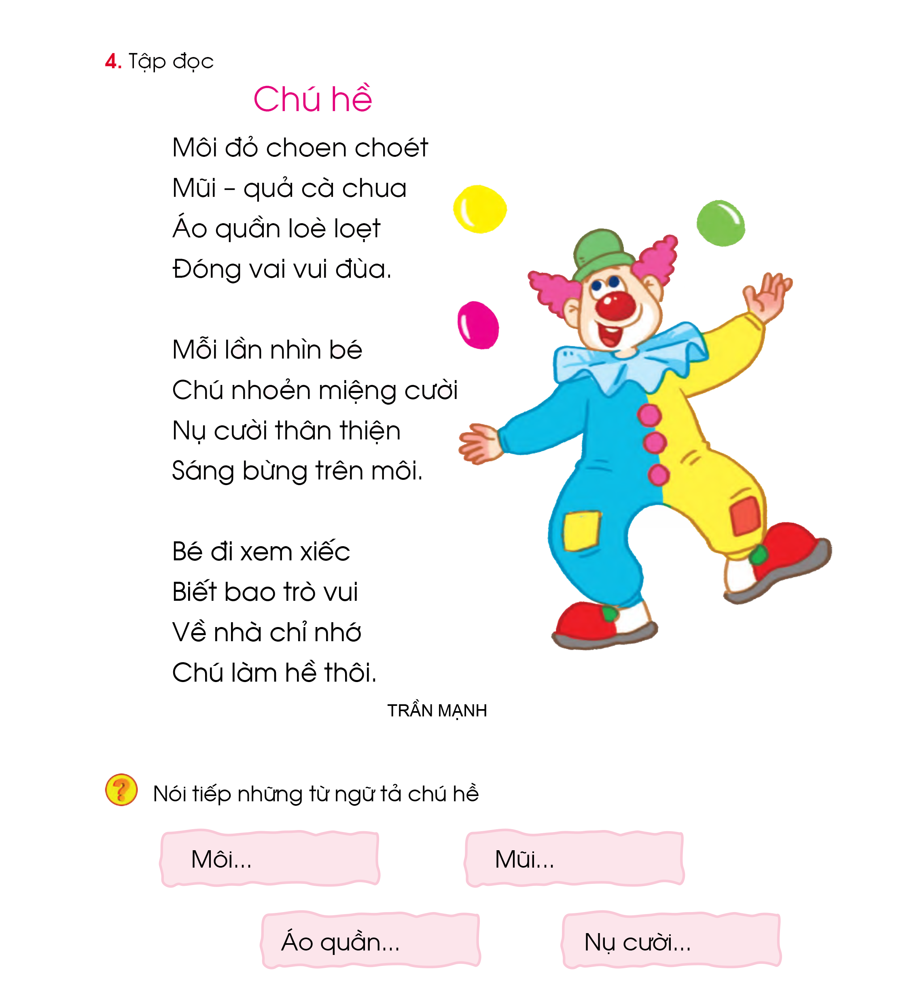 4. Tập đọc
Chú hề
Môi đỏ choen choét
Mũi – quả cà chua
Áo quần loè loẹt
Đóng vai vui đùa.
Mỗi lần nhìn bé
Chú nhoẻn miệng cười
Nụ cười thân thiện
Sáng bừng trên môi.
Bé đi xem xiếc
Biết bao trò vui
Về nhà chỉ nhớ
Chú làm hề thôi.
TRẦN MẠNH
? Nói tiếp những từ ngữ tả chú hề
Môi...
Mũi...
Áo quần...
Nụ cười...